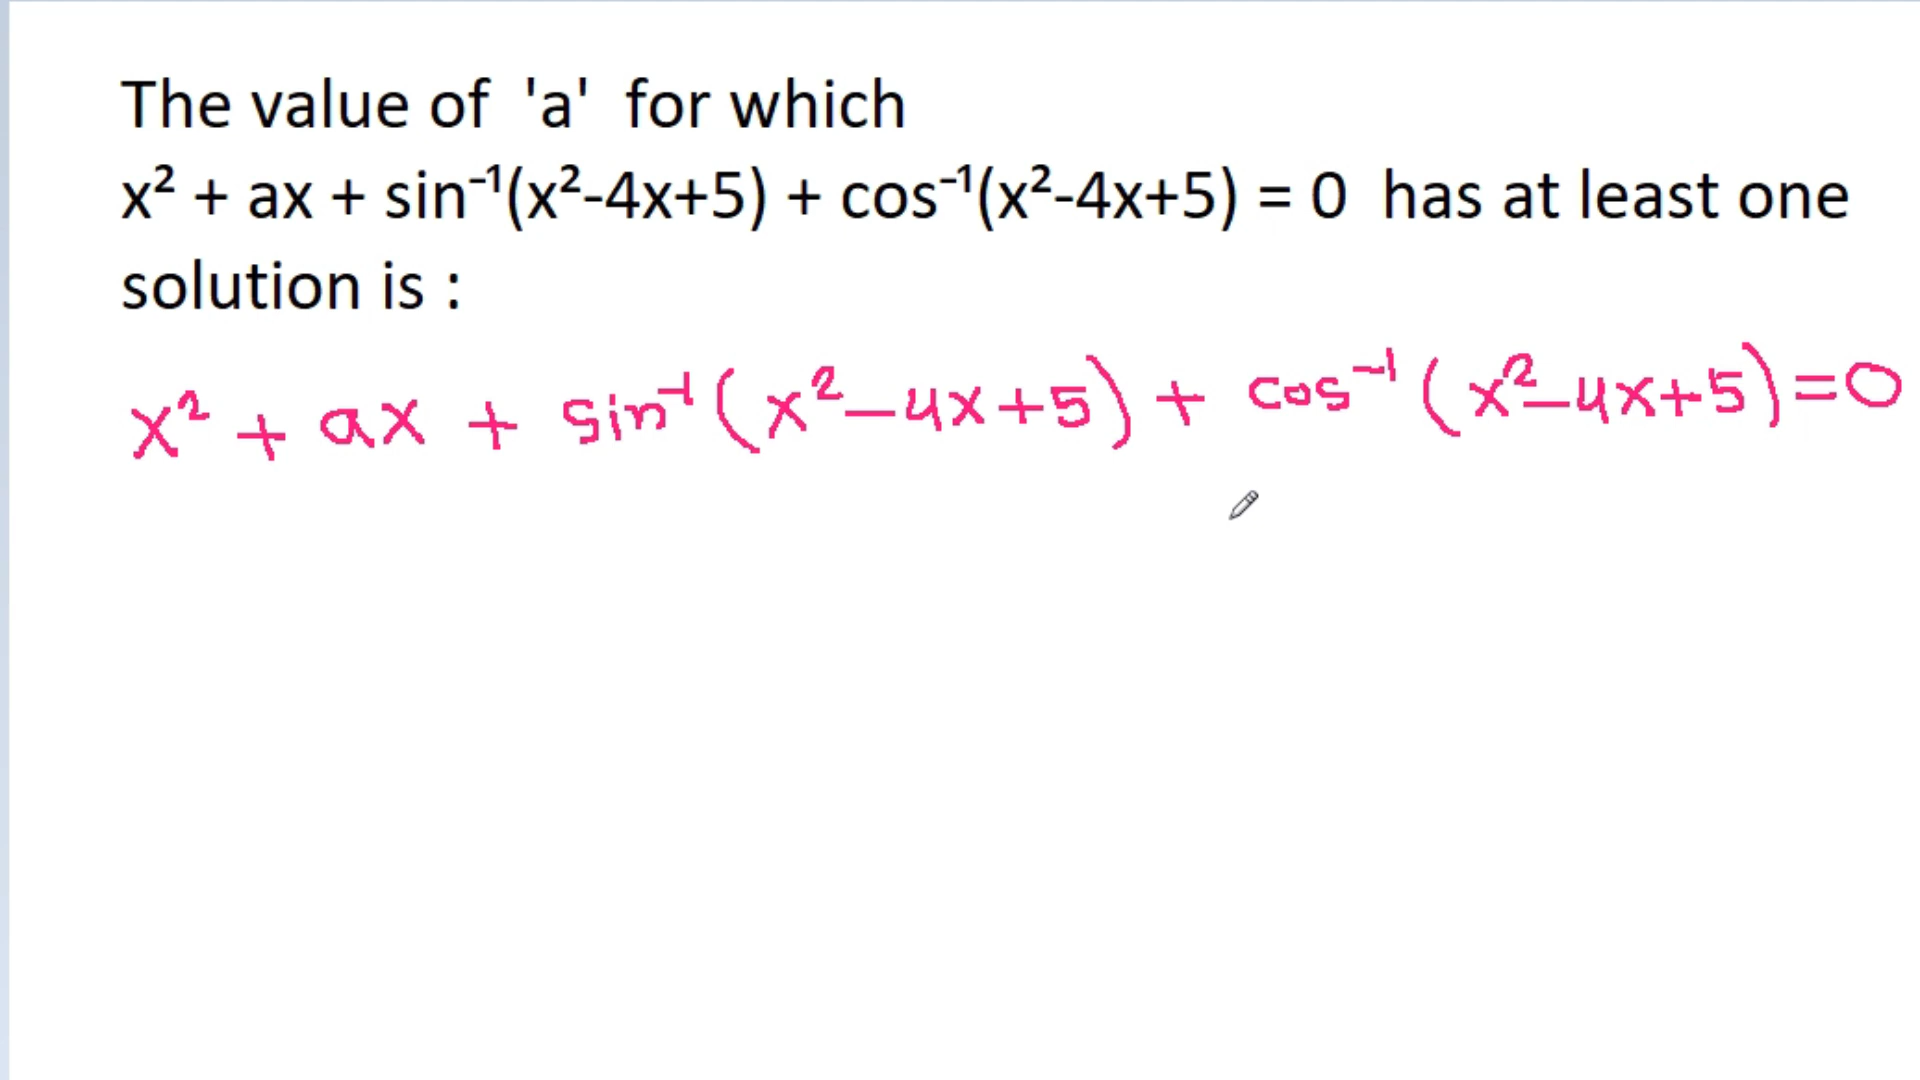 The value of 'a' for which
x² + ax + sin⁻¹(x²-4x+5) + cos⁻¹(x²-4x+5) = 0 has at least one
solution is :
x² + ax + sin⁻¹(x²-4x+5) + cos⁻¹(x²-4x+5)=0